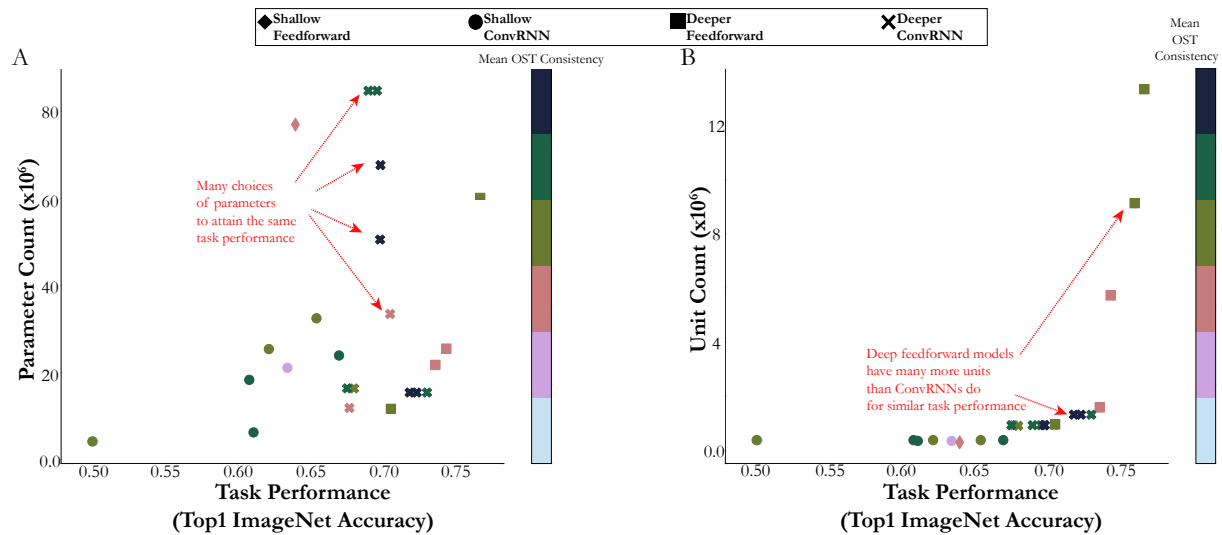 Shallow
Feedforward
Shallow
ConvRNN
Deeper
Feedforward
Deeper
ConvRNN
A
Mean OST Consistency
Parameter Count (x10⁶)
80
60
40
20
0.0
Many choices
of parameters
to attain the same
task performance
0.50
0.55
0.60
0.65
0.70
0.75
Task Performance
(Top1 ImageNet Accuracy)
B
Mean
OST
Consistency
Unit Count (x10⁶)
12
8
4
0.0
Deep feedforward models
have many more units
than ConvRNNs do
for similar task performance
0.50
0.55
0.60
0.65
0.70
0.75
Task Performance
(Top1 ImageNet Accuracy)